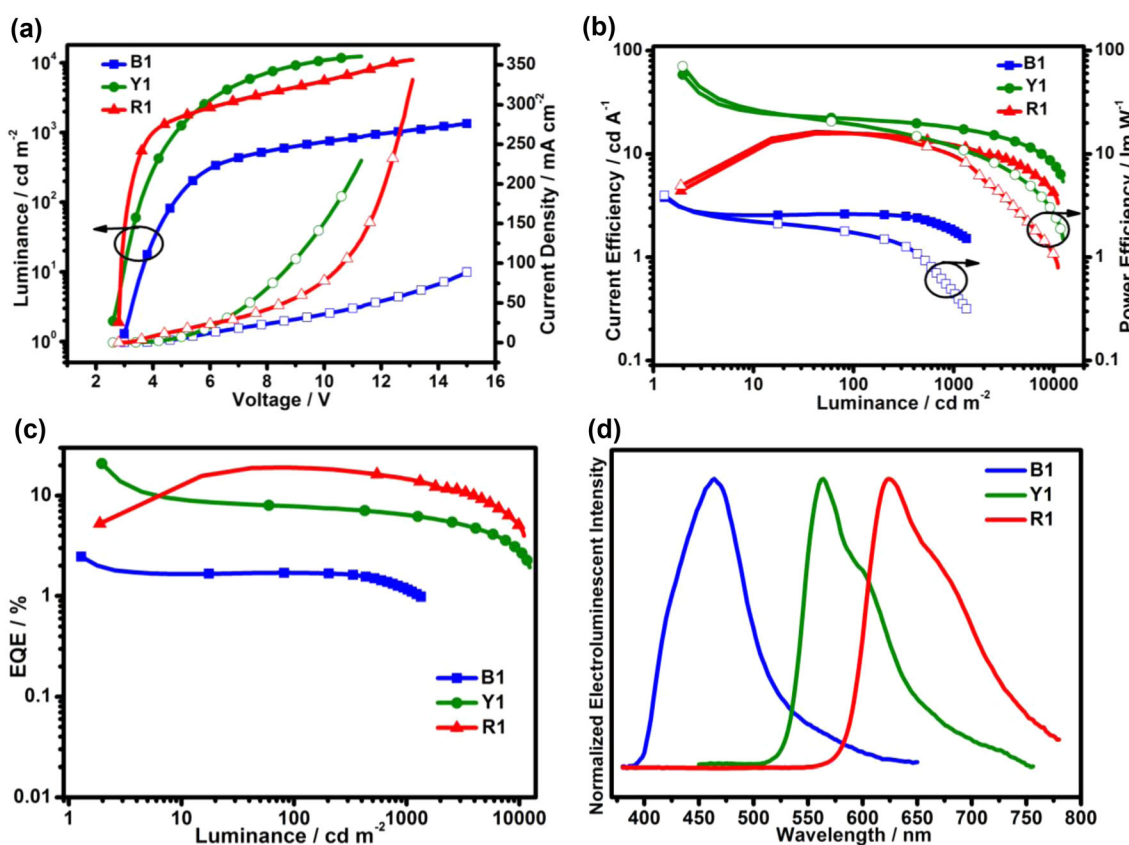 (a)
B1
Y1
R1
10⁴
10³
10²
10¹
10⁰
Luminance / cd m⁻²
350
300
250
200
150
100
50
0
Current Density / mA cm⁻²
2 4 6 8 10 12 14 16
Voltage / V
(b)
B1
Y1
R1
100
10
1
0.1
Current Efficiency / cd A⁻¹
100
10
1
0.1
Power Efficiency / lm W⁻¹
1 10 100 1000 10000
Luminance / cd m⁻²
(c)
10
1
0.1
0.01
EQE / %
B1
Y1
R1
1 10 100 1000 10000
Luminance / cd m⁻²
(d)
B1
Y1
R1
Normalized Electroluminescent Intensity
400 450 500 550 600 650 700 750 800
Wavelength / nm